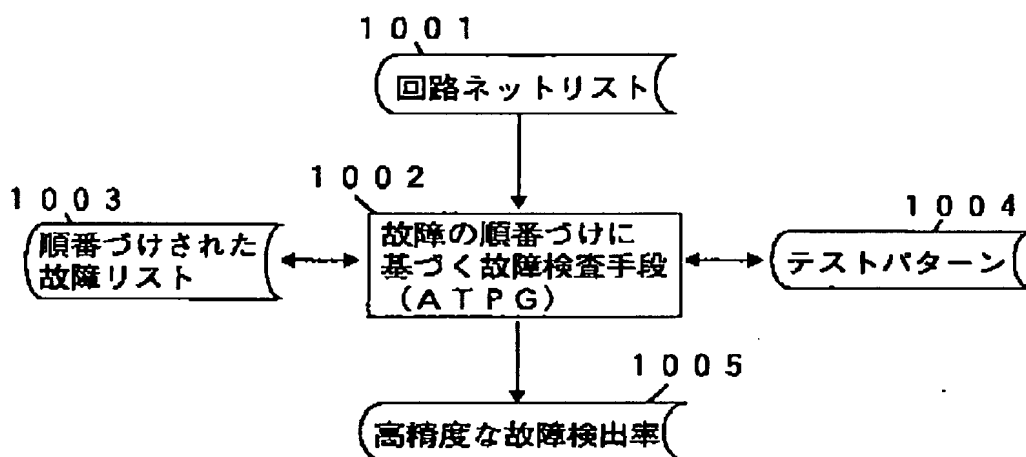 1001
回路ネットリスト
1002
1003
順番づけされた
故障リスト
故障の順番づけに
基づく故障検査手段
(ATPG)
1004
テストパターン
1005
高精度な故障検出率